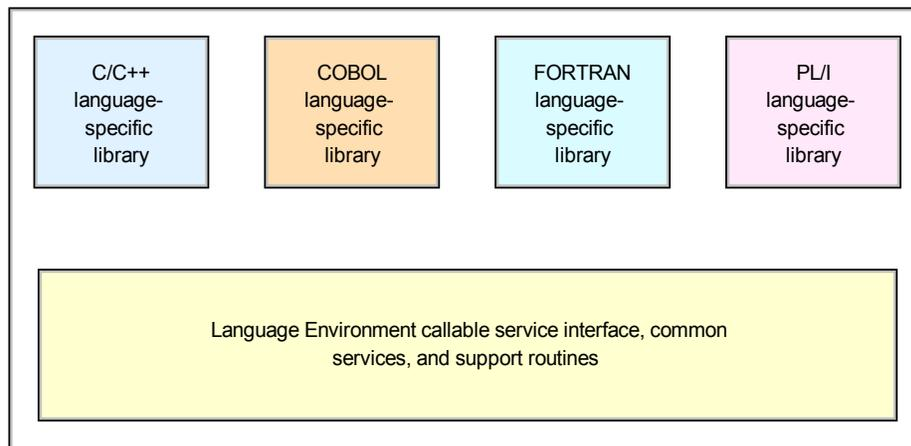 C/C++
language-
specific
library
COBOL
language-
specific
library
FORTRAN
language-
specific
library
PL/I
language-
specific
library
Language Environment callable service interface, common
services, and support routines